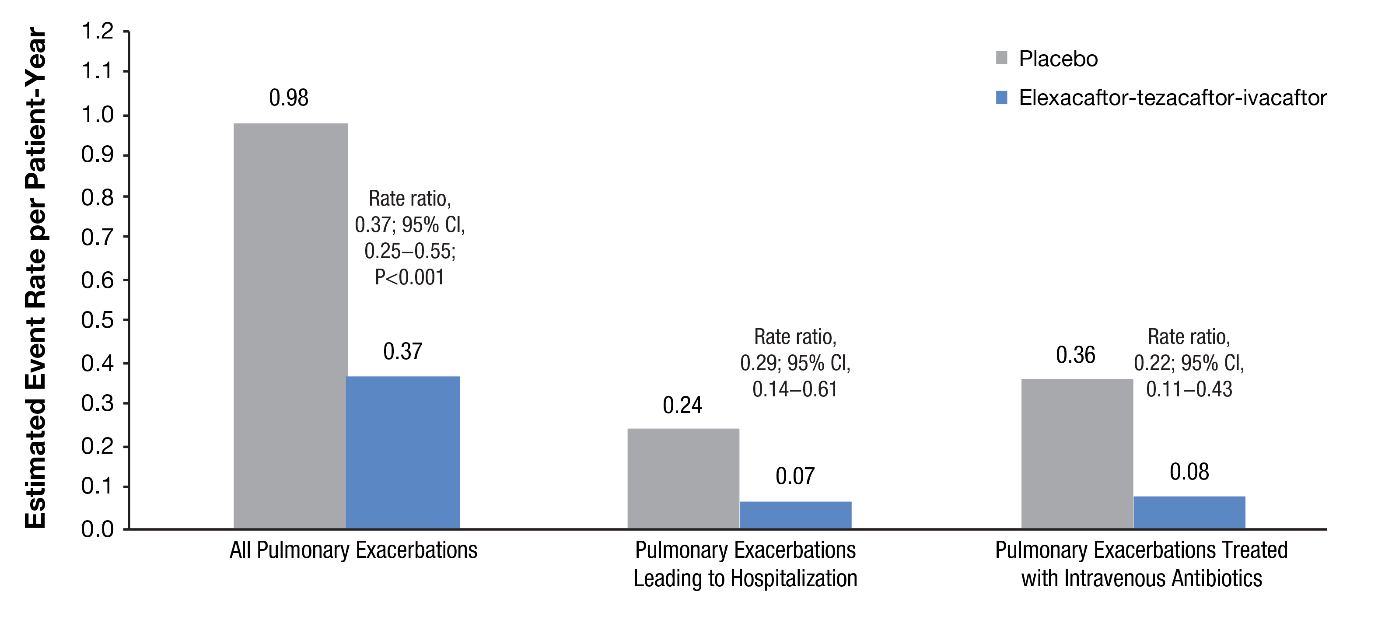 Estimated Event Rate per Patient-Year
1.2
1.1
1.0
0.9
0.8
0.7
0.6
0.5
0.4
0.3
0.2
0.1
0.0
Placebo
Elexacaftor-tezacaftor-ivacaftor
0.98
Rate ratio,
0.37; 95% CI,
0.25–0.55;
P<0.001
0.37
0.24
Rate ratio,
0.29; 95% CI,
0.14–0.61
0.07
0.36
Rate ratio,
0.22; 95% CI,
0.11–0.43
0.08
All Pulmonary Exacerbations
Pulmonary Exacerbations
Leading to Hospitalization
Pulmonary Exacerbations Treated
with Intravenous Antibiotics